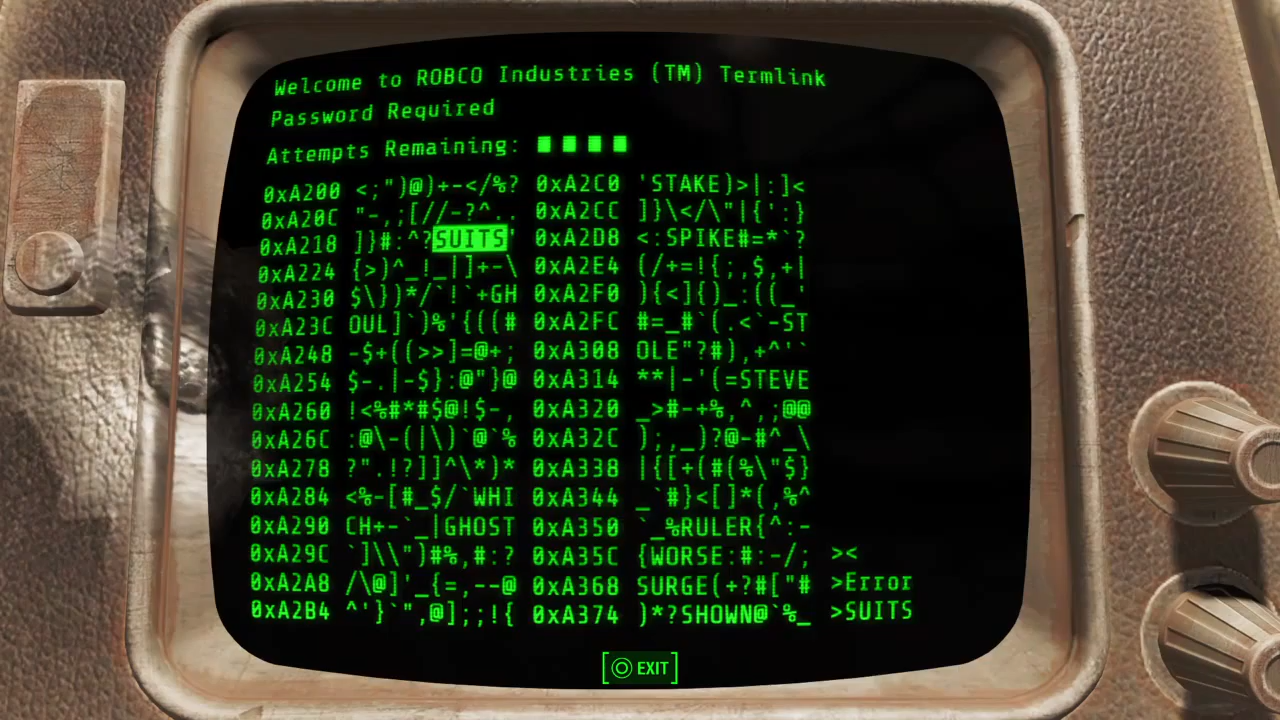 Welcome to ROBCO Industries (TM) Termlink
Password Required
Attempts Remaining: ■ ■ ■ ■
0xA200 <;")@)+-</%? 0xA2C0 'STAKE)>|:]<
0xA20C "-,;[//-?^.. 0xA2CC ]}\</\"|{':}
0xA218 ]}#:^?SUITS' 0xA2D8 <:SPIKE#=*`?
0xA224 {>)^_!_|]+-\ 0xA2E4 (/+=!{;,$,+|
0xA230 $\})*/`!`+GH 0xA2F0 ){<]{)_:((_'
0xA23C OUL]`)%'{((# 0xA2FC #=_#`(.<`-ST
0xA248 -$+((>>]=@+; 0xA308 OLE"?#),+^'`
0xA254 $-.|-$}:@"}@ 0xA314 **|-'(=STEVE
0xA260 !<%#*#$@!$-, 0xA320 _>#-+%,^,;@@
0xA26C :@\-(|\)`@`% 0xA32C );,_)?@-#^_\
0xA278 ?".!?]]^\*)* 0xA338 |{[+(#(%\"$}
0xA284 <%-[#_$/`WHI 0xA344 _`#}<[]*(,%^
0xA290 CH+-`_|GHOST 0xA350 `_%RULER{^:-
0xA29C `]\\")#%,#:? 0xA35C {WORSE:#:-/; ><
0xA2A8 /\@]'_{=,--@ 0xA368 SURGE(+?#["# >Error
0xA2B4 ^'}`",@];;!{ 0xA374 )*?SHOWN@`%_ >SUITS
EXIT